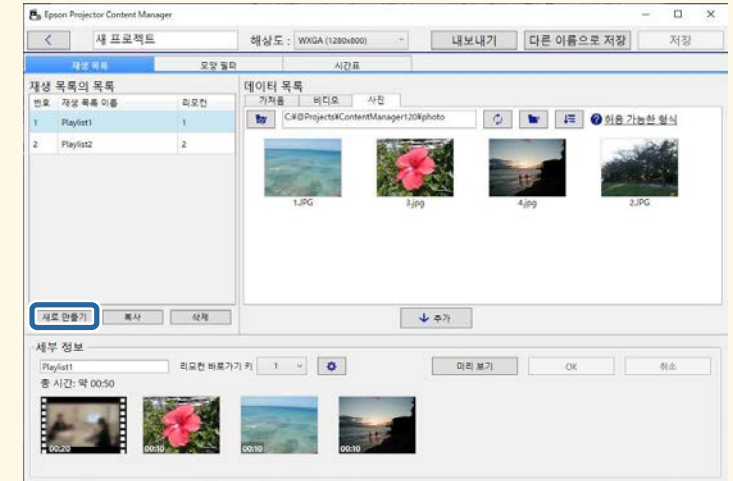 Epson Projector Content Manager
새 프로젝트 해상도 : WXGA (1280x800) 내보내기 다른 이름으로 저장 저장
재생 목록 모양 필터 시간표
재생 목록의 목록 데이터 목록
번호 재생 목록 이름 리모컨 가져옴 비디오 사진
1 Playlist1 1 C:₩@Projects₩ContentManager120₩photo 허용 가능한 형식
2 Playlist2 2
1.JPG 3.jpg 4.jpg 2.JPG
새로 만들기 복사 삭제 추가
세부 정보
Playlist1 리모컨 바로가기 키 1 미리 보기 OK 취소
총 시간: 약 00:50
00:20 00:10 00:10 00:10